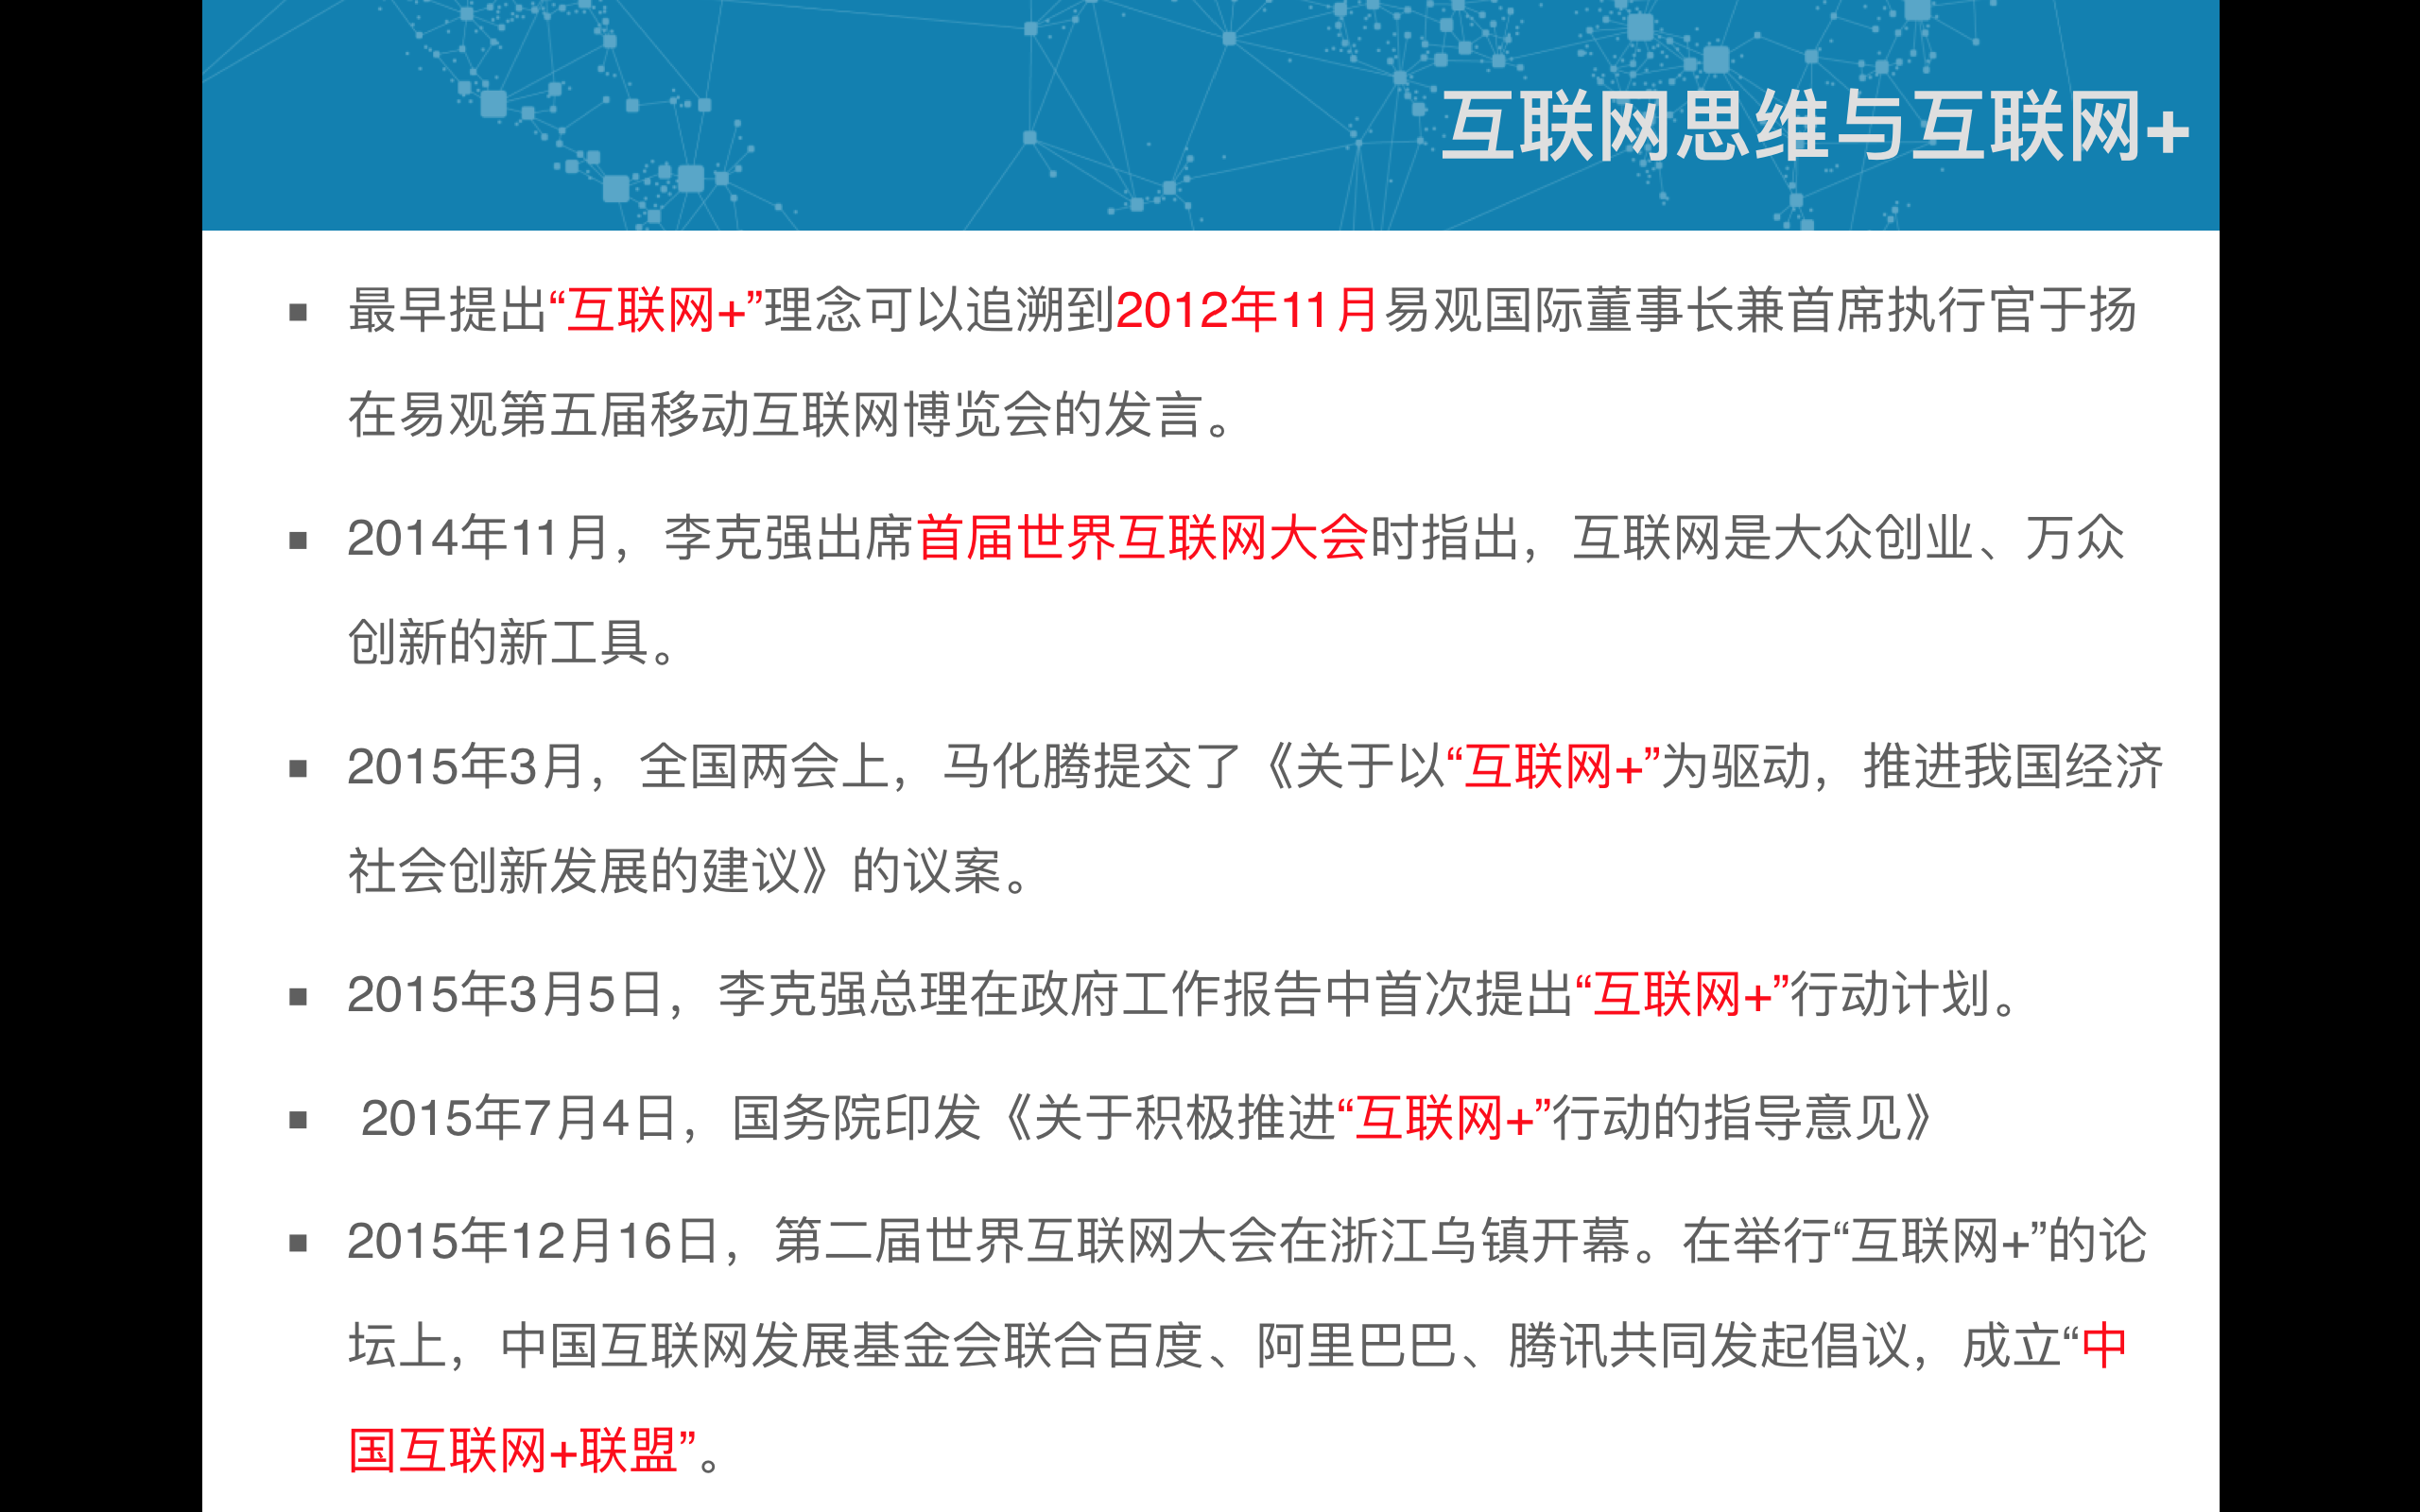 互联网思维与互联网+
▪ 最早提出“互联网+”理念可以追溯到2012年11月易观国际董事长兼首席执行官于扬
在易观第五届移动互联网博览会的发言。
▪ 2014年11月，李克强出席首届世界互联网大会时指出，互联网是大众创业、万众
创新的新工具。
▪ 2015年3月，全国两会上，马化腾提交了《关于以“互联网+”为驱动，推进我国经济
社会创新发展的建议》的议案。
▪ 2015年3月5日，李克强总理在政府工作报告中首次提出“互联网+”行动计划。
▪ 2015年7月4日，国务院印发《关于积极推进“互联网+”行动的指导意见》
▪ 2015年12月16日，第二届世界互联网大会在浙江乌镇开幕。在举行“互联网+”的论
坛上，中国互联网发展基金会联合百度、阿里巴巴、腾讯共同发起倡议，成立“中
国互联网+联盟”。